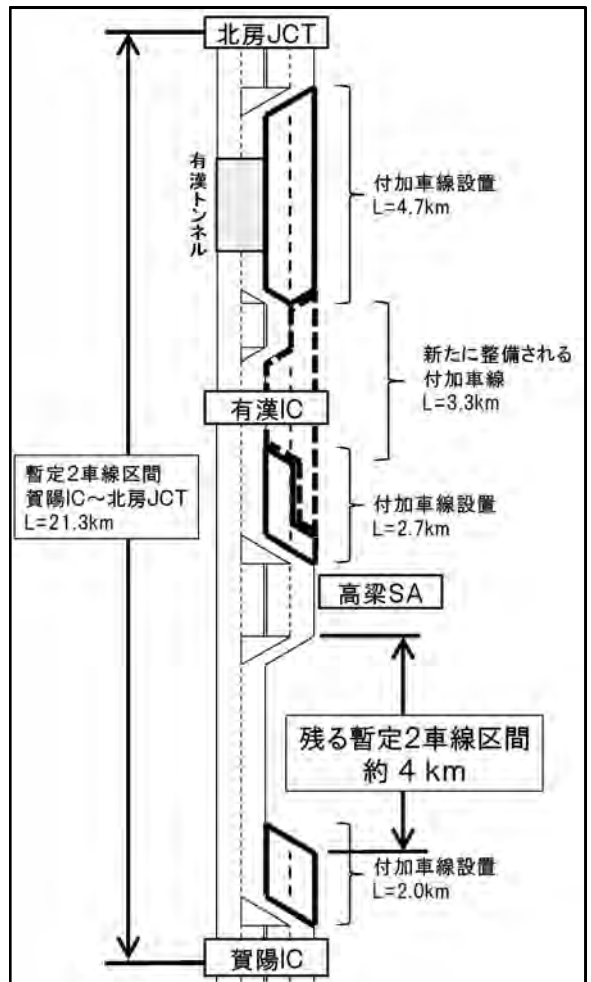 北房JCT
有漢トンネル
付加車線設置
L=4.7km
新たに整備される
付加車線
L=3.3km
有漢IC
暫定2車線区間
賀陽IC～北房JCT
L=21.3km
付加車線設置
L=2.7km
高梁SA
残る暫定2車線区間
約 4 km
付加車線設置
L=2.0km
賀陽IC